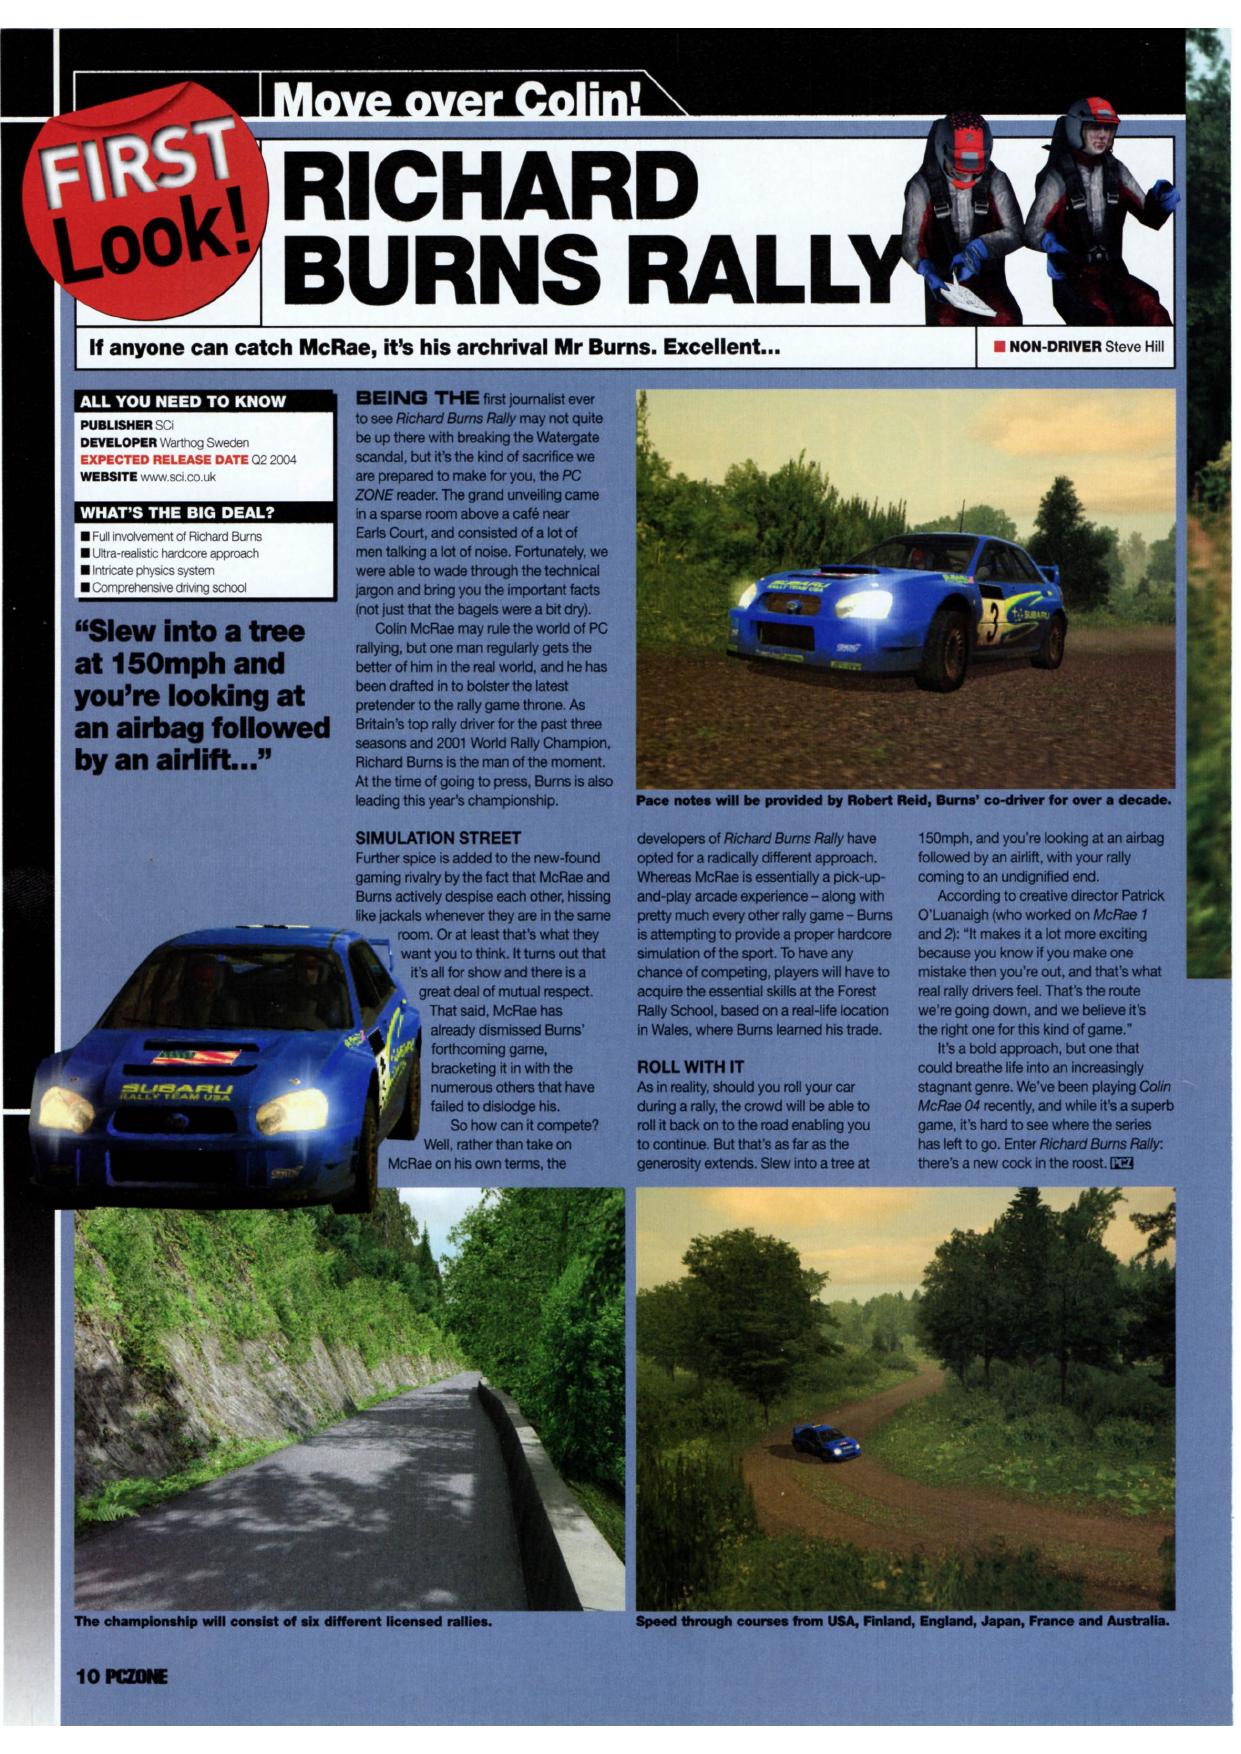 Move over Colin!
FIRST
Look!
RICHARD
BURNS RALLY
If anyone can catch McRae, it's his archrival Mr Burns. Excellent...
■ NON-DRIVER Steve Hill
ALL YOU NEED TO KNOW
PUBLISHER SCi
DEVELOPER Warthog Sweden
EXPECTED RELEASE DATE Q2 2004
WEBSITE www.sci.co.uk
WHAT'S THE BIG DEAL?
■ Full involvement of Richard Burns
■ Ultra-realistic hardcore approach
■ Intricate physics system
■ Comprehensive driving school
“Slew into a tree
at 150mph and
you're looking at
an airbag followed
by an airlift...”
BEING THE first journalist ever
to see Richard Burns Rally may not quite
be up there with breaking the Watergate
scandal, but it's the kind of sacrifice we
are prepared to make for you, the PC
ZONE reader. The grand unveiling came
in a sparse room above a café near
Earls Court, and consisted of a lot of
men talking a lot of noise. Fortunately, we
were able to wade through the technical
jargon and bring you the important facts
(not just that the bagels were a bit dry).
Colin McRae may rule the world of PC
rallying, but one man regularly gets the
better of him in the real world, and he has
been drafted in to bolster the latest
pretender to the rally game throne. As
Britain's top rally driver for the past three
seasons and 2001 World Rally Champion,
Richard Burns is the man of the moment.
At the time of going to press, Burns is also
leading this year's championship.
SIMULATION STREET
Further spice is added to the new-found
gaming rivalry by the fact that McRae and
Burns actively despise each other, hissing
like jackals whenever they are in the same
room. Or at least that's what they
want you to think. It turns out that
it's all for show and there is a
great deal of mutual respect.
That said, McRae has
already dismissed Burns'
forthcoming game,
bracketing it in with the
numerous others that have
failed to dislodge his.
So how can it compete?
Well, rather than take on
McRae on his own terms, the
SUBARU
RALLY TEAM USA
3
SUBARU
Pace notes will be provided by Robert Reid, Burns' co-driver for over a decade.
developers of Richard Burns Rally have
opted for a radically different approach.
Whereas McRae is essentially a pick-up-
and-play arcade experience – along with
pretty much every other rally game – Burns
is attempting to provide a proper hardcore
simulation of the sport. To have any
chance of competing, players will have to
acquire the essential skills at the Forest
Rally School, based on a real-life location
in Wales, where Burns learned his trade.
ROLL WITH IT
As in reality, should you roll your car
during a rally, the crowd will be able to
roll it back on to the road enabling you
to continue. But that's as far as the
generosity extends. Slew into a tree at
150mph, and you're looking at an airbag
followed by an airlift, with your rally
coming to an undignified end.
According to creative director Patrick
O'Luanaigh (who worked on McRae 1
and 2): “It makes it a lot more exciting
because you know if you make one
mistake then you're out, and that's what
real rally drivers feel. That's the route
we're going down, and we believe it's
the right one for this kind of game.”
It's a bold approach, but one that
could breathe life into an increasingly
stagnant genre. We've been playing Colin
McRae 04 recently, and while it's a superb
game, it's hard to see where the series
has left to go. Enter Richard Burns Rally:
there's a new cock in the roost. PCZ
SUBARU
RALLY TEAM USA
The championship will consist of six different licensed rallies.
Speed through courses from USA, Finland, England, Japan, France and Australia.
10 PCZONE